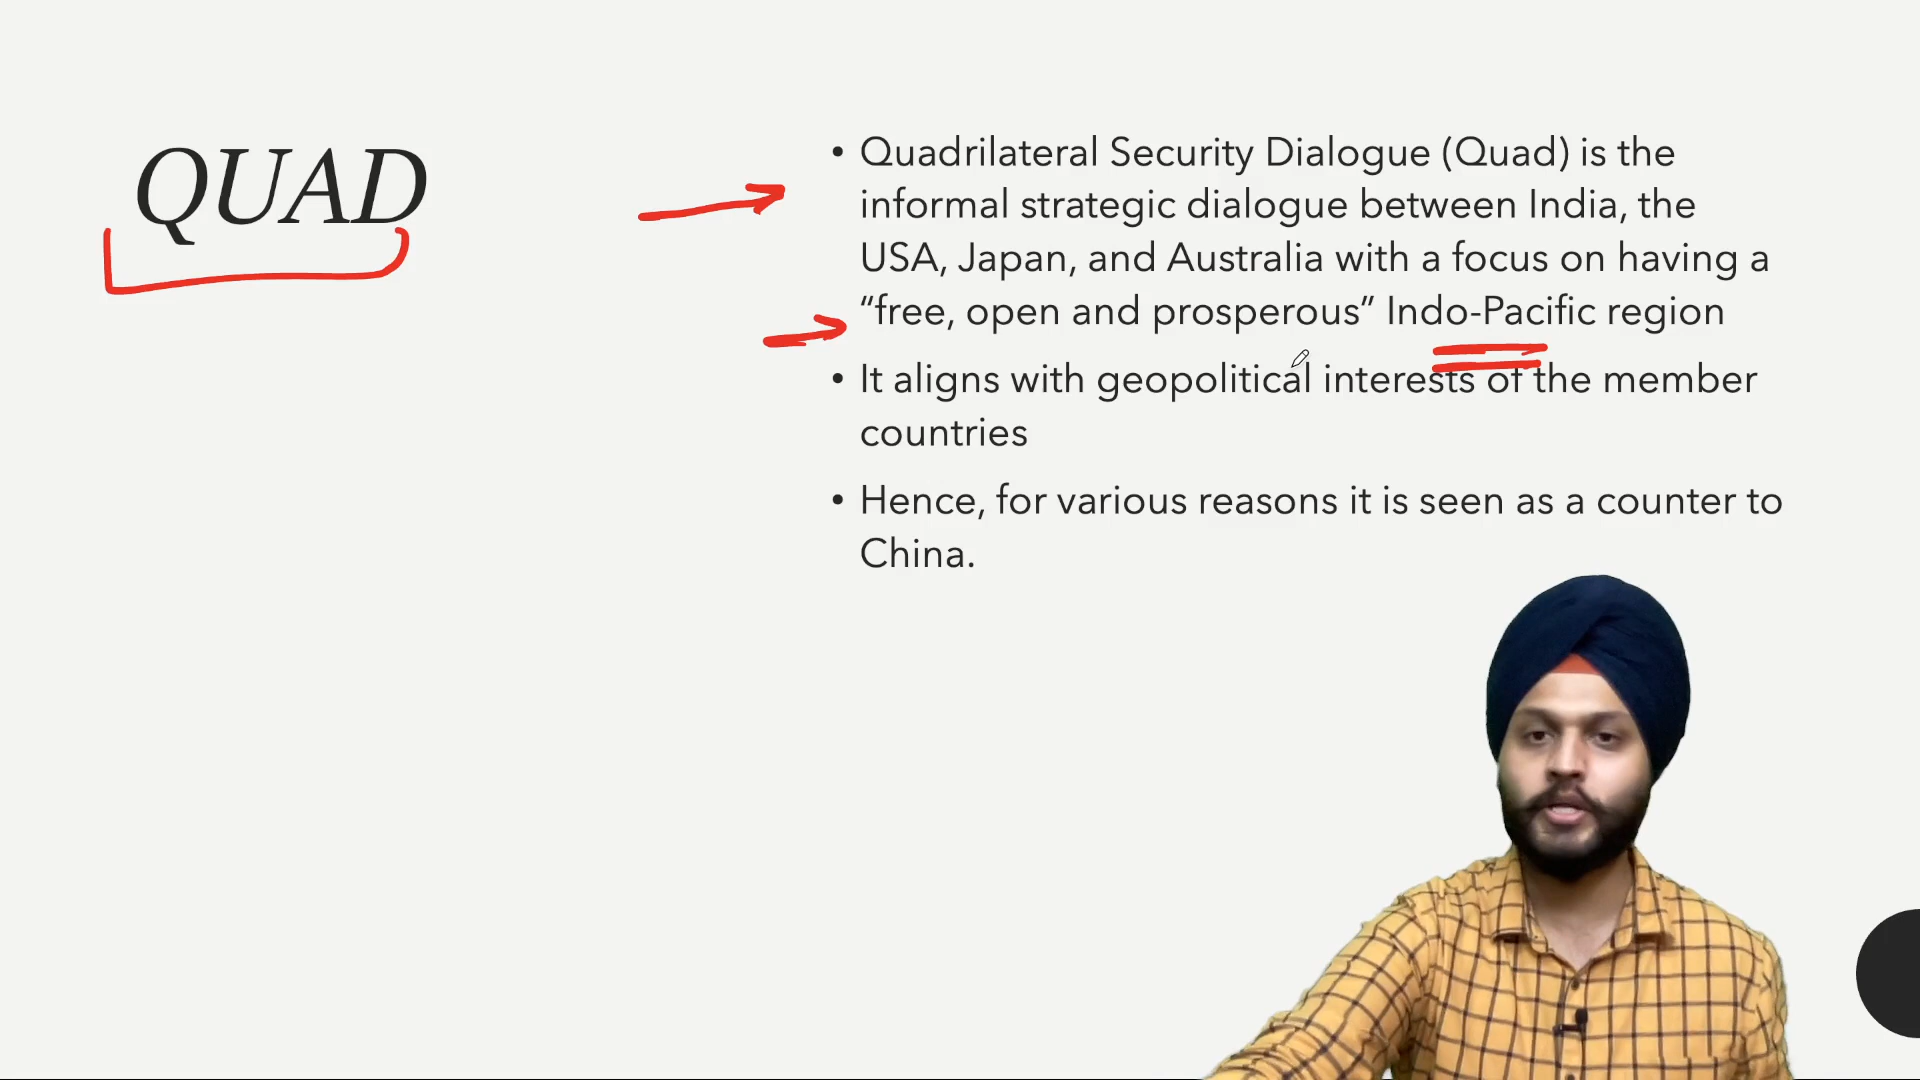 QUAD
• Quadrilateral Security Dialogue (Quad) is the
informal strategic dialogue between India, the
USA, Japan, and Australia with a focus on having a
“free, open and prosperous” Indo-Pacific region
• It aligns with geopolitical interests of the member
countries
• Hence, for various reasons it is seen as a counter to
China.